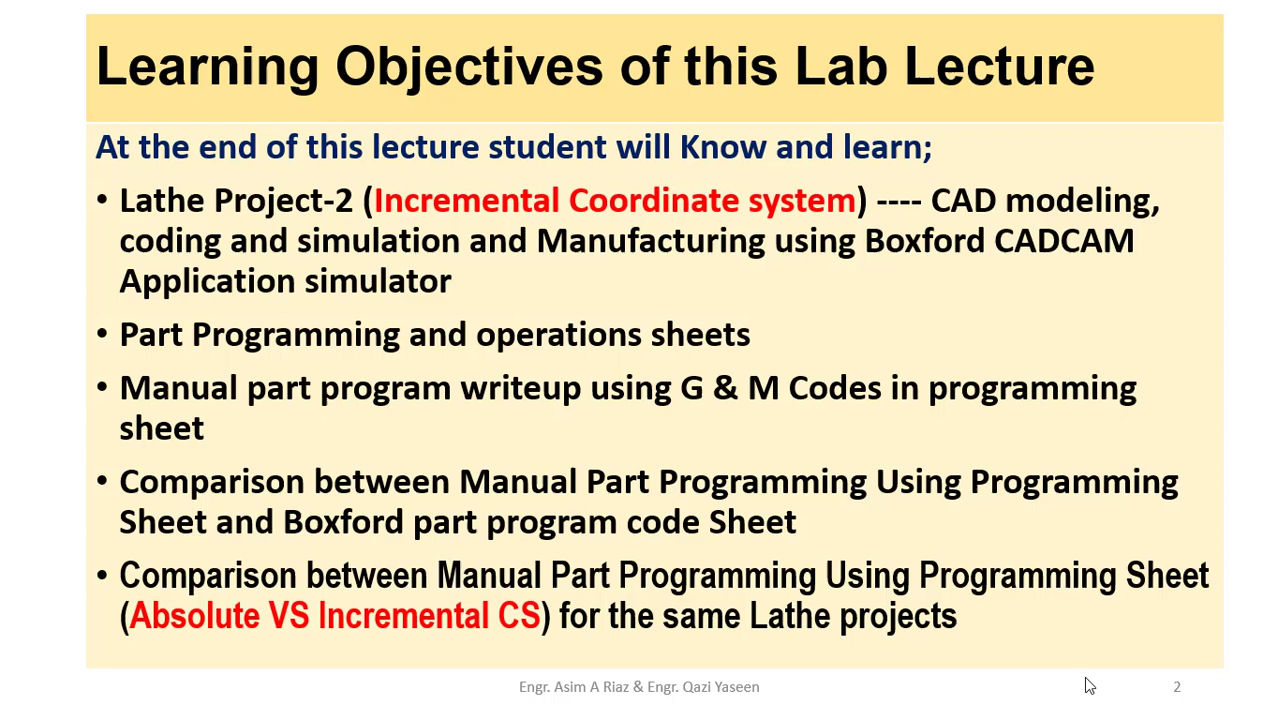 Learning Objectives of this Lab Lecture
At the end of this lecture student will Know and learn;
• Lathe Project-2 (Incremental Coordinate system) ---- CAD modeling,
coding and simulation and Manufacturing using Boxford CADCAM
Application simulator
• Part Programming and operations sheets
• Manual part program writeup using G & M Codes in programming
sheet
• Comparison between Manual Part Programming Using Programming
Sheet and Boxford part program code Sheet
• Comparison between Manual Part Programming Using Programming Sheet
(Absolute VS Incremental CS) for the same Lathe projects
Engr. Asim A Riaz & Engr. Qazi Yaseen
2